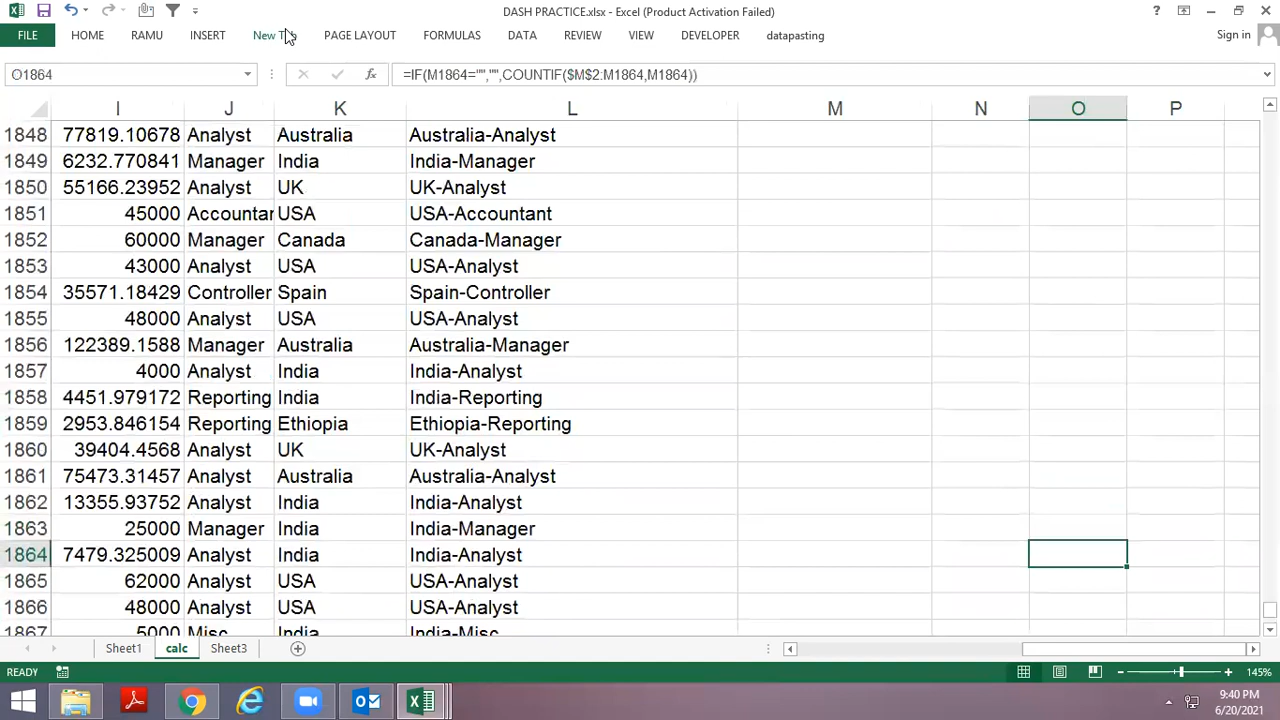 DASH PRACTICE.xlsx - Excel (Product Activation Failed)
FILE HOME RAMU INSERT New PAGE LAYOUT FORMULAS DATA REVIEW VIEW DEVELOPER datapasting Sign in
O1864 fx =IF(M1864="","",COUNTIF($M$2:M1864,M1864))
I J K L M N O P
1848 77819.10678 Analyst Australia Australia-Analyst
1849 6232.770841 Manager India India-Manager
1850 55166.23952 Analyst UK UK-Analyst
1851 45000 Accountar USA USA-Accountant
1852 60000 Manager Canada Canada-Manager
1853 43000 Analyst USA USA-Analyst
1854 35571.18429 Controller Spain Spain-Controller
1855 48000 Analyst USA USA-Analyst
1856 122389.1588 Manager Australia Australia-Manager
1857 4000 Analyst India India-Analyst
1858 4451.979172 Reporting India India-Reporting
1859 2953.846154 Reporting Ethiopia Ethiopia-Reporting
1860 39404.4568 Analyst UK UK-Analyst
1861 75473.31457 Analyst Australia Australia-Analyst
1862 13355.93752 Analyst India India-Analyst
1863 25000 Manager India India-Manager
1864 7479.325009 Analyst India India-Analyst
1865 62000 Analyst USA USA-Analyst
1866 48000 Analyst USA USA-Analyst
1867 5000 Misc India India-Misc
Sheet1 calc Sheet3
READY 145%
9:40 PM
6/20/2021